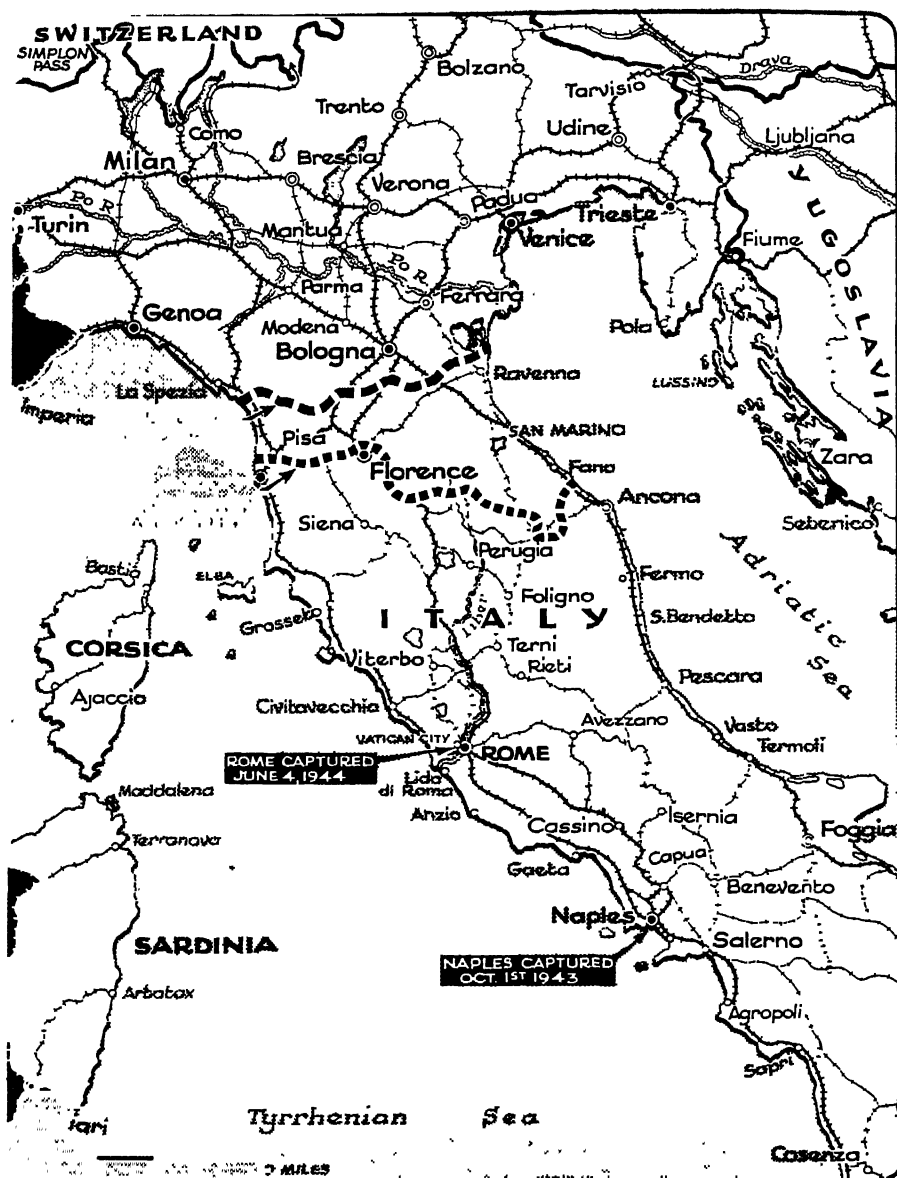 SWITZERLAND
SIMPLON
PASS
Bolzano
Drava
Tarvisio
Trento
Como
Udine
Ljubljana
Milan
Brescia
Verona
Padua
Trieste
YUGOSLAVIA
Po R.
Turin
Mantua
Venice
Fiume
Po R.
Parma
Ferrara
Genoa
Modena
Bologna
Pola
Ravenna
LUSSINO
La Spezia
Imperia
Pisa
SAN MARINO
Zara
Florence
Fano
Ancona
Siena
Sebenico
Perugia
Adriatic
Sea
Bastia
ELBA
Fermo
Foligno
Grosseto
ITALY
S. Bendetto
CORSICA
Terni
Viterbo
Rieti
Pescara
Ajaccio
Civitavecchia
Avezzano
Vasto
VATICAN CITY
ROME
Termoli
ROME CAPTURED
JUNE 4, 1944
Lido
di Roma
Maddalena
Anzio
Isernia
Cassino
Foggia
Terranova
Gaeta
Capua
Benevento
Naples
SARDINIA
Salerno
NAPLES CAPTURED
OCT. 1ST 1943
Arbatax
Agropoli
Sapri
Tyrrhenian Sea
Cosenza
MILES